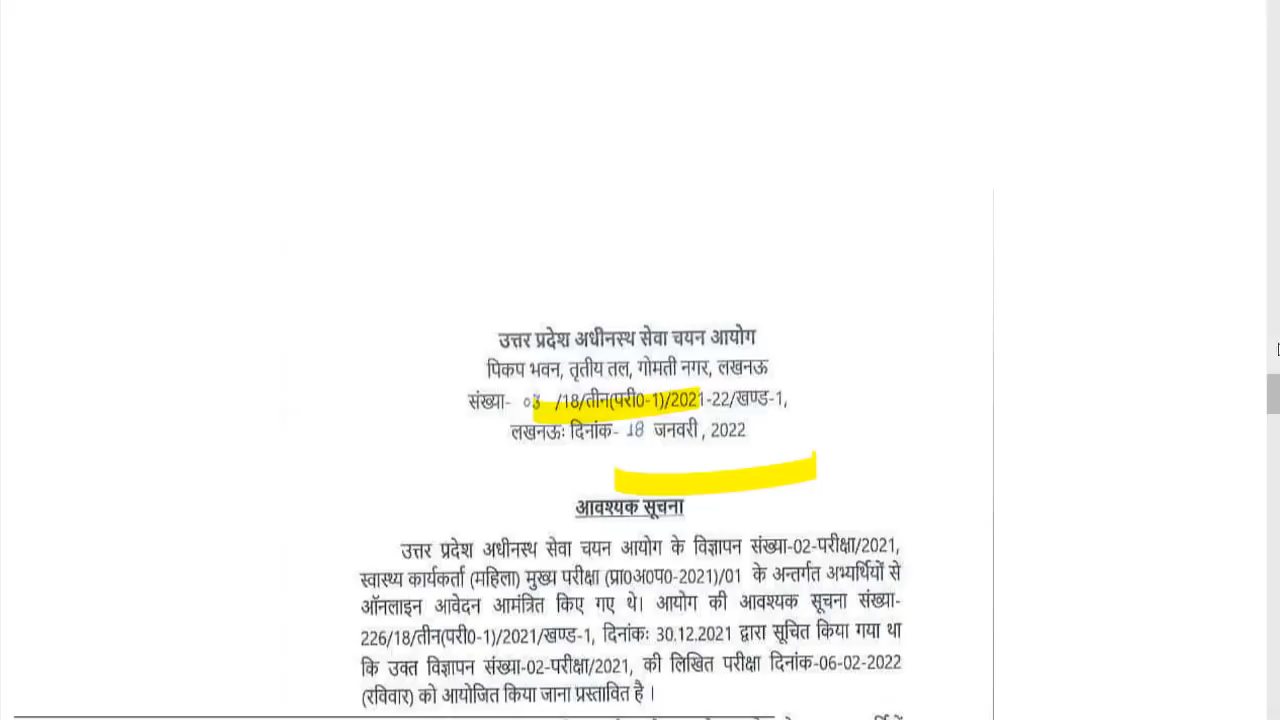 उत्तर प्रदेश अधीनस्थ सेवा चयन आयोग
पिकप भवन, तृतीय तल, गोमती नगर, लखनऊ
संख्या- 03 /18/तीन(परी0-1)/2021-22/खण्ड-1,
लखनऊः दिनांक- 18 जनवरी, 2022
आवश्यक सूचना
उत्तर प्रदेश अधीनस्थ सेवा चयन आयोग के विज्ञापन संख्या-02-परीक्षा/2021,
स्वास्थ्य कार्यकर्ता (महिला) मुख्य परीक्षा (प्रा0अ0प0-2021)/01 के अन्तर्गत अभ्यर्थियों से
ऑनलाइन आवेदन आमंत्रित किए गए थे। आयोग की आवश्यक सूचना संख्या-
226/18/तीन(परी0-1)/2021/खण्ड-1, दिनांकः 30.12.2021 द्वारा सूचित किया गया था
कि उक्त विज्ञापन संख्या-02-परीक्षा/2021, की लिखित परीक्षा दिनांक-06-02-2022
(रविवार) को आयोजित किया जाना प्रस्तावित है ।